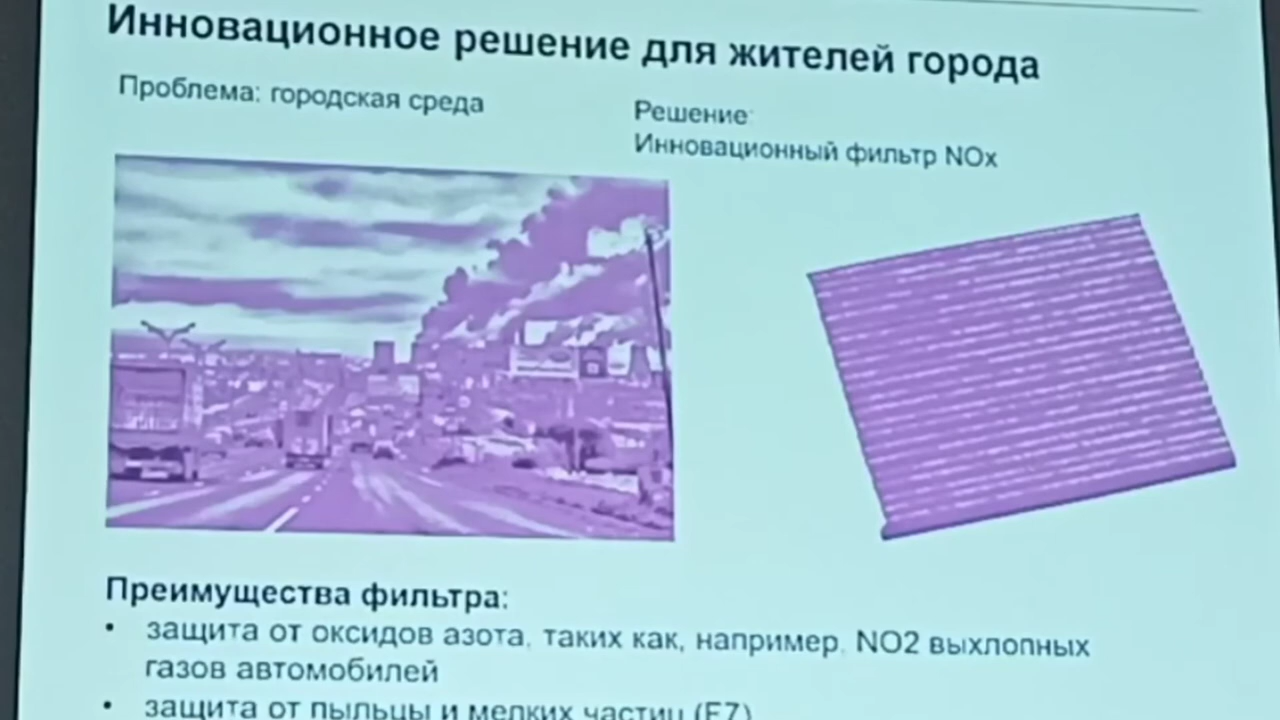 Инновационное решение для жителей города
Проблема: городская среда
Решение:
Инновационный фильтр NOx
Преимущества фильтра:
• защита от оксидов азота, таких как, например, NO2 выхлопных
газов автомобилей
• защита от пыльцы и мелких частиц (F7)